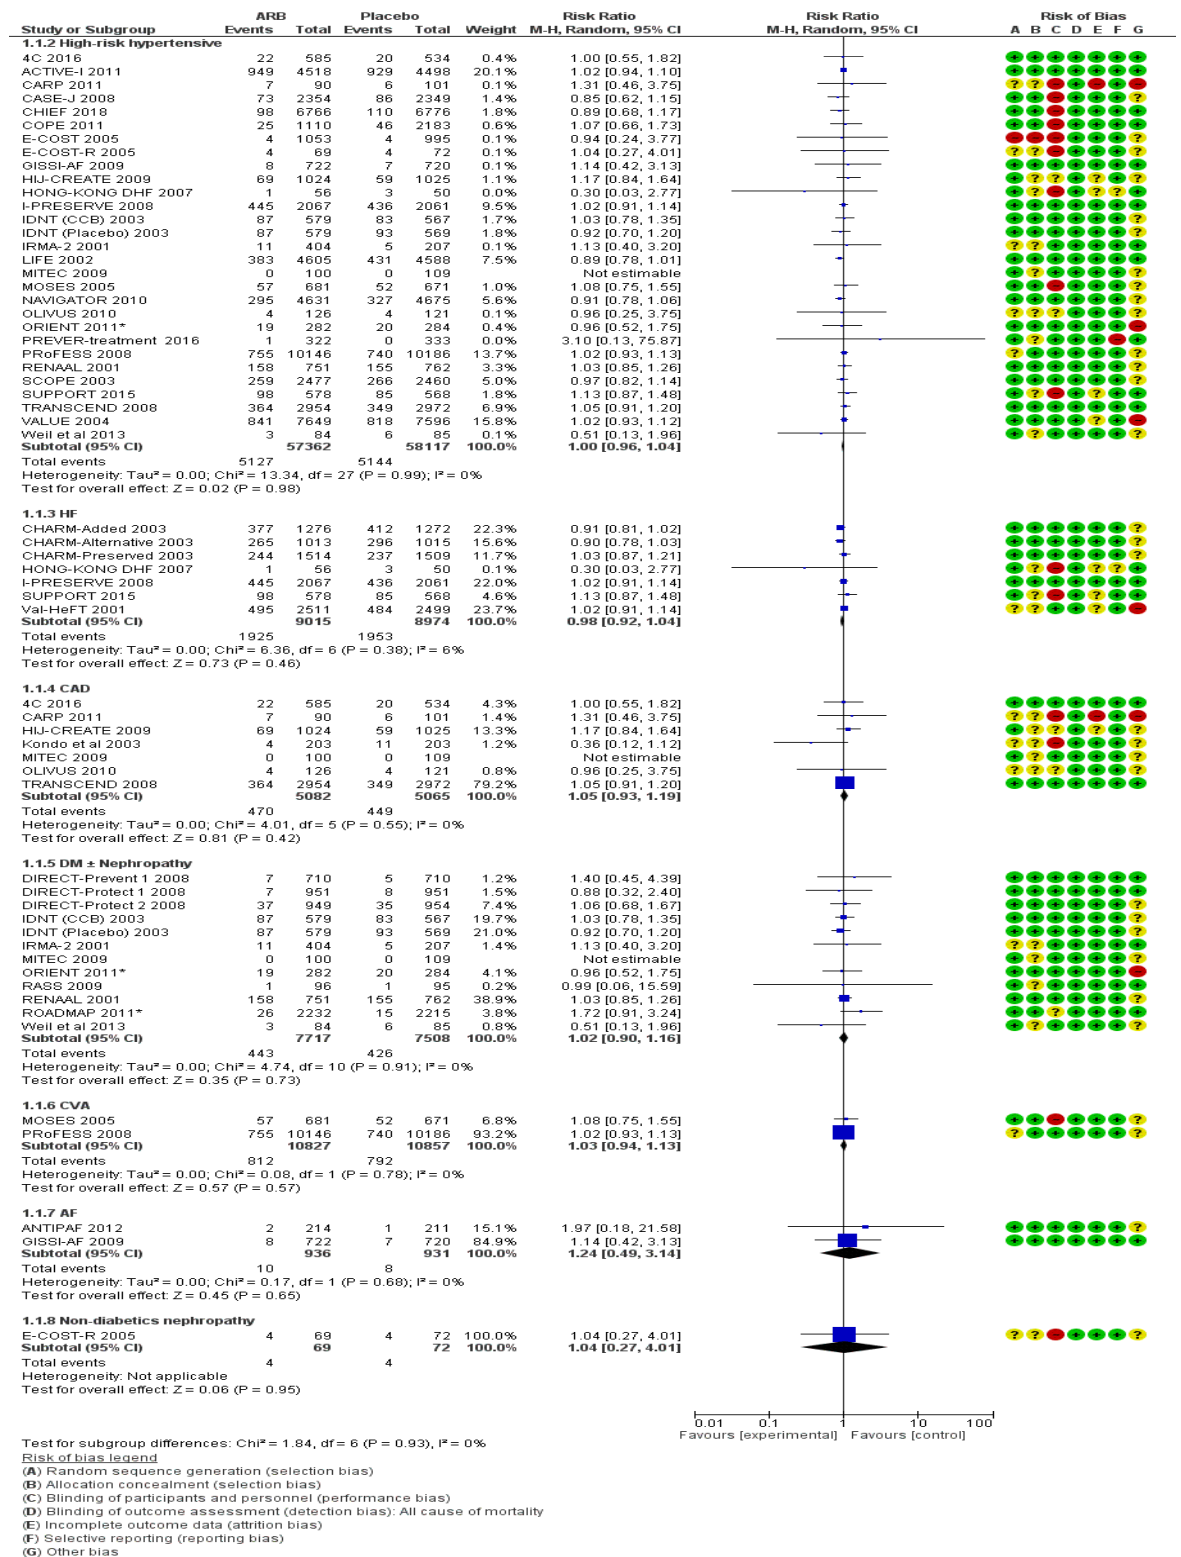 ARB Placebo Risk Ratio Risk Ratio Risk of Bias
Study or Subgroup Events Total Events Total Weight M-H, Random, 95% CI M-H, Random, 95% CI A B C D E F G
1.1.2 High-risk hypertensive
4C 2016 22 585 20 534 0.4% 1.00 [0.55, 1.82] + + + + + + +
ACTIVE-I 2011 949 4518 929 4498 20.1% 1.02 [0.94, 1.10] + + + + + + +
CARP 2011 7 90 6 101 0.1% 1.31 [0.46, 3.75] ? ? - + - + -
CASE-J 2008 73 2354 86 2349 1.4% 0.85 [0.62, 1.15] + + - + + + ?
CHIEF 2018 98 6766 110 6776 1.8% 0.89 [0.68, 1.17] + + - + + + +
COPE 2011 25 1110 46 2183 0.6% 1.07 [0.66, 1.73] + + - + + + +
E-COST 2005 4 1053 4 995 0.1% 0.94 [0.24, 3.77] - - - + + + ?
E-COST-R 2005 4 69 4 72 0.1% 1.04 [0.27, 4.01] ? ? - + + + ?
GISSI-AF 2009 8 722 7 720 0.1% 1.14 [0.42, 3.13] + + + + + + +
HIJ-CREATE 2009 69 1024 59 1025 1.1% 1.17 [0.84, 1.64] + ? ? + ? + ?
HONG-KONG DHF 2007 1 56 3 50 0.0% 0.30 [0.03, 2.77] + ? - + ? ? +
I-PRESERVE 2008 445 2067 436 2061 9.5% 1.02 [0.91, 1.14] + + + + + + +
IDNT (CCB) 2003 87 579 83 567 1.7% 1.03 [0.78, 1.35] + + + + + + ?
IDNT (Placebo) 2003 87 579 93 569 1.8% 0.92 [0.70, 1.20] + + + + + + ?
IRMA-2 2001 11 404 5 207 0.1% 1.13 [0.40, 3.20] ? ? + + + + +
LIFE 2002 383 4605 431 4588 7.5% 0.89 [0.78, 1.01] + + + + + + +
MITEC 2009 0 100 0 109 Not estimable + ? + + + + ?
MOSES 2005 57 681 52 671 1.0% 1.08 [0.75, 1.55] + + - + + + ?
NAVIGATOR 2010 295 4631 327 4675 5.6% 0.91 [0.78, 1.06] + + + + + + +
OLIVUS 2010 4 126 4 121 0.1% 0.96 [0.25, 3.75] ? ? ? + + + ?
ORIENT 2011* 19 282 20 284 0.4% 0.96 [0.52, 1.75] + + + + + + -
PREVER-treatment 2016 1 322 0 333 0.0% 3.10 [0.13, 75.87] + ? + + + - +
PRoFESS 2008 755 10146 740 10186 13.7% 1.02 [0.93, 1.13] ? + + + + + ?
RENAAL 2001 158 751 155 762 3.3% 1.03 [0.85, 1.26] + + + + + + ?
SCOPE 2003 259 2477 266 2460 5.0% 0.97 [0.82, 1.14] + + + + + + ?
SUPPORT 2015 98 578 85 568 1.8% 1.13 [0.87, 1.48] + ? - + ? + ?
TRANSCEND 2008 364 2954 349 2972 6.9% 1.05 [0.91, 1.20] + + + + + + +
VALUE 2004 841 7649 818 7596 15.8% 1.02 [0.93, 1.12] + + + + ? + -
Weil et al 2013 3 84 6 85 0.1% 0.51 [0.13, 1.96] + ? + + + + ?
Subtotal (95% CI) 57362 58117 100.0% 1.00 [0.96, 1.04]
Total events 5127 5144
Heterogeneity: Tau² = 0.00; Chi² = 13.34, df = 27 (P = 0.99); I² = 0%
Test for overall effect: Z = 0.02 (P = 0.98)
1.1.3 HF
CHARM-Added 2003 377 1276 412 1272 22.3% 0.91 [0.81, 1.02] + + + + + + ?
CHARM-Alternative 2003 265 1013 296 1015 15.6% 0.90 [0.78, 1.03] + + + + + + ?
CHARM-Preserved 2003 244 1514 237 1509 11.7% 1.03 [0.87, 1.21] + + + + + + ?
HONG-KONG DHF 2007 1 56 3 50 0.2% 0.30 [0.03, 2.77] + ? - + ? ? +
I-PRESERVE 2008 445 2067 436 2061 22.0% 1.02 [0.91, 1.14] + + + + + + +
SUPPORT 2015 98 578 85 568 4.6% 1.13 [0.87, 1.48] + ? - + ? + ?
Val-HeFT 2001 495 2511 484 2499 23.7% 1.02 [0.91, 1.14] ? ? + + ? + -
Subtotal (95% CI) 9015 8974 100.0% 0.98 [0.92, 1.04]
Total events 1925 1953
Heterogeneity: Tau² = 0.00; Chi² = 6.36, df = 6 (P = 0.38); I² = 6%
Test for overall effect: Z = 0.73 (P = 0.46)
1.1.4 CAD
4C 2016 22 585 20 534 4.3% 1.00 [0.55, 1.82] + + + + + + +
CARP 2011 7 90 6 101 1.4% 1.31 [0.46, 3.75] ? ? - + - + -
HIJ-CREATE 2009 69 1024 59 1025 13.3% 1.17 [0.84, 1.64] + ? ? + ? + ?
Kondo et al 2003 4 203 11 203 1.2% 0.36 [0.12, 1.12] ? ? - + + + ?
MITEC 2009 0 100 0 109 Not estimable + ? + + + + ?
OLIVUS 2010 4 126 4 121 0.8% 0.96 [0.25, 3.75] ? ? ? + + + ?
TRANSCEND 2008 364 2954 349 2972 79.2% 1.05 [0.91, 1.20] + + + + + + +
Subtotal (95% CI) 5082 5065 100.0% 1.05 [0.93, 1.19]
Total events 470 449
Heterogeneity: Tau² = 0.00; Chi² = 4.01, df = 5 (P = 0.55); I² = 0%
Test for overall effect: Z = 0.81 (P = 0.42)
1.1.5 DM ± Nephropathy
DIRECT-Prevent 1 2008 7 710 5 710 1.2% 1.40 [0.45, 4.39] + + + + + + +
DIRECT-Protect 1 2008 7 951 8 951 1.5% 0.88 [0.32, 2.40] + + + + + + +
DIRECT-Protect 2 2008 37 949 35 954 7.4% 1.06 [0.68, 1.67] + + + + + + +
IDNT (CCB) 2003 87 579 83 567 19.7% 1.03 [0.78, 1.35] + + + + + + ?
IDNT (Placebo) 2003 87 579 93 569 21.0% 0.92 [0.70, 1.20] + + + + + + ?
IRMA-2 2001 11 404 5 207 1.4% 1.13 [0.40, 3.20] ? ? + + + + +
MITEC 2009 0 100 0 109 Not estimable + ? + + + + ?
ORIENT 2011* 19 282 20 284 4.1% 0.96 [0.52, 1.75] + + + + + + -
RASS 2009 1 96 1 95 0.2% 0.99 [0.06, 15.59] + ? + + + + +
RENAAL 2001 158 751 155 762 38.9% 1.03 [0.85, 1.26] + + + + + + ?
ROADMAP 2011* 26 2232 15 2215 3.8% 1.72 [0.91, 3.24] + + ? + + + +
Weil et al 2013 3 84 6 85 0.8% 0.51 [0.13, 1.96] + ? + + + + ?
Subtotal (95% CI) 7717 7508 100.0% 1.02 [0.90, 1.16]
Total events 443 426
Heterogeneity: Tau² = 0.00; Chi² = 4.74, df = 10 (P = 0.91); I² = 0%
Test for overall effect: Z = 0.35 (P = 0.73)
1.1.6 CVA
MOSES 2005 57 681 52 671 6.8% 1.08 [0.75, 1.55] + + - + + + ?
PRoFESS 2008 755 10146 740 10186 93.2% 1.02 [0.93, 1.13] ? + + + + + ?
Subtotal (95% CI) 10827 10857 100.0% 1.03 [0.94, 1.13]
Total events 812 792
Heterogeneity: Tau² = 0.00; Chi² = 0.08, df = 1 (P = 0.78); I² = 0%
Test for overall effect: Z = 0.57 (P = 0.57)
1.1.7 AF
ANTIPAF 2012 2 214 1 211 15.1% 1.97 [0.18, 21.58] + + + + + + ?
GISSI-AF 2009 8 722 7 720 84.9% 1.14 [0.42, 3.13] + + + + + + +
Subtotal (95% CI) 936 931 100.0% 1.24 [0.49, 3.14]
Total events 10 8
Heterogeneity: Tau² = 0.00; Chi² = 0.17, df = 1 (P = 0.68); I² = 0%
Test for overall effect: Z = 0.45 (P = 0.65)
1.1.8 Non-diabetics nephropathy
E-COST-R 2005 4 69 4 72 100.0% 1.04 [0.27, 4.01] ? ? - + + + ?
Subtotal (95% CI) 69 72 100.0% 1.04 [0.27, 4.01]
Total events 4 4
Heterogeneity: Not applicable
Test for overall effect: Z = 0.06 (P = 0.95)
0.01 0.1 1 10 100
Favours [experimental] Favours [control]
Test for subgroup differences: Chi² = 1.84, df = 6 (P = 0.93), I² = 0%
Risk of bias legend
(A) Random sequence generation (selection bias)
(B) Allocation concealment (selection bias)
(C) Blinding of participants and personnel (performance bias)
(D) Blinding of outcome assessment (detection bias): All cause of mortality
(E) Incomplete outcome data (attrition bias)
(F) Selective reporting (reporting bias)
(G) Other bias